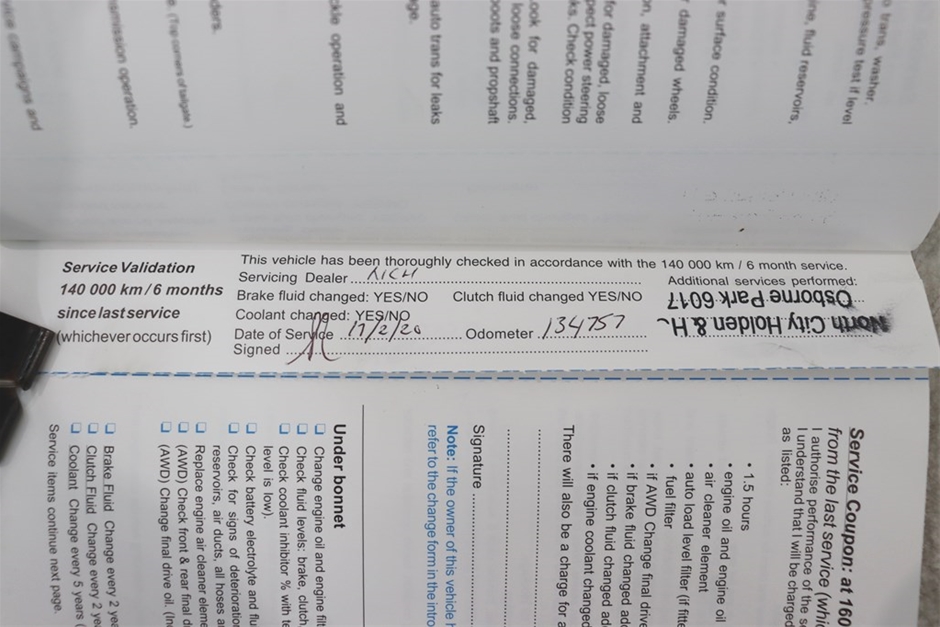 Service Validation
140 000 km / 6 months
since last service
(whichever occurs first)
This vehicle has been thoroughly checked in accordance with the 140 000 km / 6 month service.
Servicing Dealer
Brake fluid changed: YES/NO Clutch fluid changed YES/NO
Coolant changed: YES/NO
Date of Service 17/2/20 Odometer 134757
Signed
Additional services performed:
North City Holden &
Osborne Park 6017
trans, washer.
pressure test if level
fluid reservoirs,
surface condition.
damaged wheels.
attachment and
for damaged, loose
power steering
Check condition
for damaged,
loose connections.
boots and propshaft
auto trans for leaks
operation and
(Top corners of tailgate.)
operation.
campaigns and
Service Coupon: at 160
from the last service
I authorise performance of the
I understand that I will be charged
as listed:
• 1.5 hours
• engine oil and engine oil
• air cleaner element
• auto load level filter (if
• fuel filter
• if AWD Change final
• if brake fluid changed
• if clutch fluid changed
• if engine coolant changed
There will also be a charge for
Signature
Note: If the owner of this vehicle
refer to the change form in the
Under bonnet
Change engine oil and engine
Check fluid levels: brake, clutch,
Check coolant inhibitor % with
level is low).
Check battery electrolyte and
Check for signs of deterioration
reservoirs, air ducts, all hoses
Replace engine air cleaner
(AWD) Check front & rear final
(AWD) Change final drive oil.
Brake Fluid Change every 2
Clutch Fluid Change every 2
Coolant Change every 5 years
Service items continue next page.